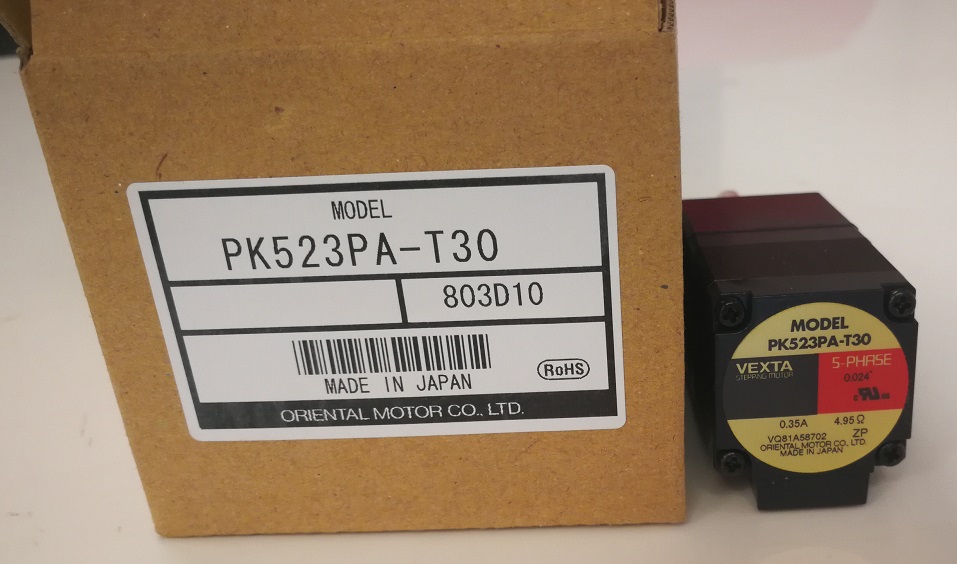 MODEL
PK523PA-T30
803D10
MADE IN JAPAN
RoHS
ORIENTAL MOTOR CO., LTD.
MODEL
PK523PA-T30
VEXTA
STEPPING MOTOR
5-PHASE
0.024°
0.35A 4.95Ω
VQ81A58702 ZP
ORIENTAL MOTOR CO., LTD.
MADE IN JAPAN